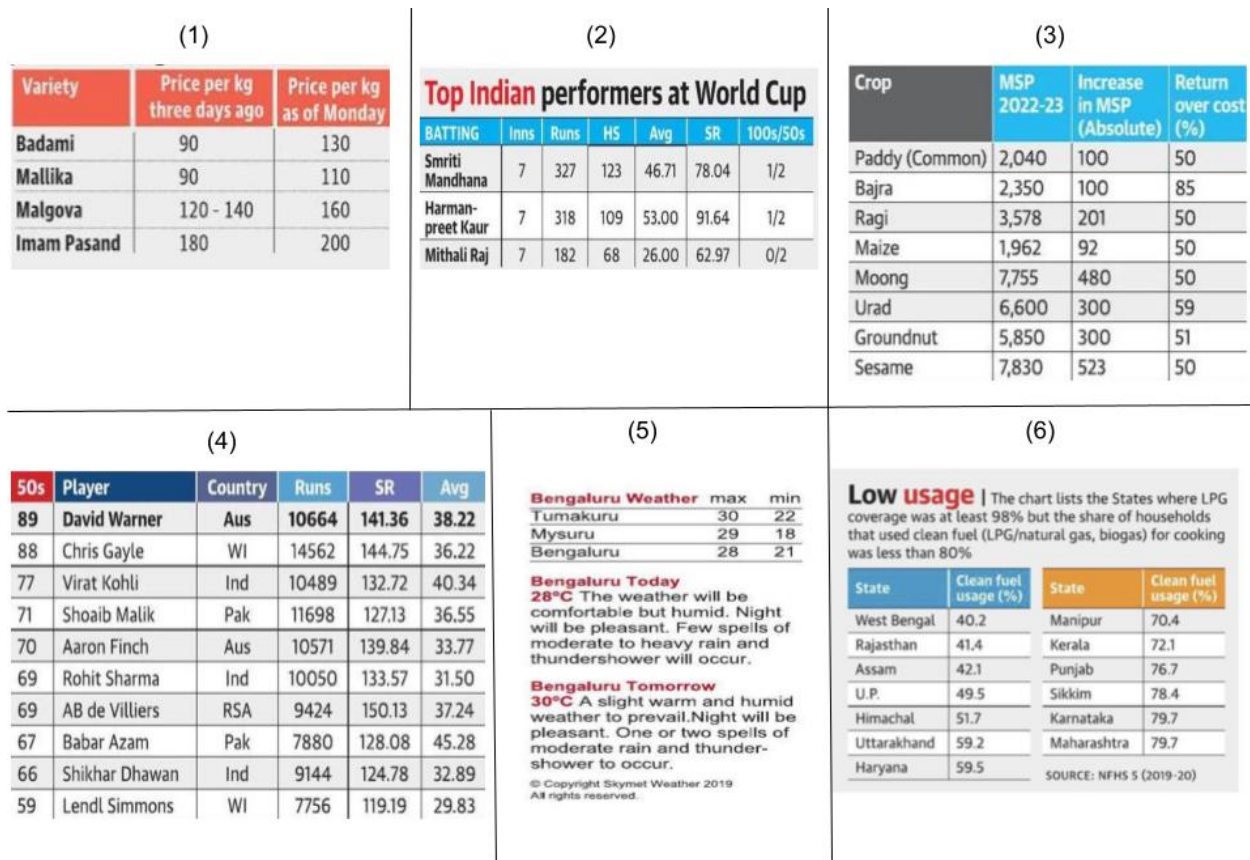 (1)
Variety Price per kg three days ago Price per kg as of Monday
Badami 90 130
Mallika 90 110
Malgova 120 - 140 160
Imam Pasand 180 200
(2)
Top Indian performers at World Cup
BATTING Inns Runs HS Avg SR 100s/50s
Smriti Mandhana 7 327 123 46.71 78.04 1/2
Harman-preet Kaur 7 318 109 53.00 91.64 1/2
Mithali Raj 7 182 68 26.00 62.97 0/2
(3)
Crop MSP 2022-23 Increase in MSP (Absolute) Return over cost (%)
Paddy (Common) 2,040 100 50
Bajra 2,350 100 85
Ragi 3,578 201 50
Maize 1,962 92 50
Moong 7,755 480 50
Urad 6,600 300 59
Groundnut 5,850 300 51
Sesame 7,830 523 50
(4)
50s Player Country Runs SR Avg
89 David Warner Aus 10664 141.36 38.22
88 Chris Gayle WI 14562 144.75 36.22
77 Virat Kohli Ind 10489 132.72 40.34
71 Shoaib Malik Pak 11698 127.13 36.55
70 Aaron Finch Aus 10571 139.84 33.77
69 Rohit Sharma Ind 10050 133.57 31.50
69 AB de Villiers RSA 9424 150.13 37.24
67 Babar Azam Pak 7880 128.08 45.28
66 Shikhar Dhawan Ind 9144 124.78 32.89
59 Lendl Simmons WI 7756 119.19 29.83
(5)
Bengaluru Weather max min
Tumakuru 30 22
Mysuru 29 18
Bengaluru 28 21
Bengaluru Today
28°C The weather will be
comfortable but humid. Night
will be pleasant. Few spells of
moderate to heavy rain and
thundershower will occur.
Bengaluru Tomorrow
30°C A slight warm and humid
weather to prevail.Night will be
pleasant. One or two spells of
moderate rain and thunder-
shower to occur.
© Copyright Skymet Weather 2019
All rights reserved.
(6)
Low usage | The chart lists the States where LPG
coverage was at least 98% but the share of households
that used clean fuel (LPG/natural gas, biogas) for cooking
was less than 80%
State Clean fuel usage (%) State Clean fuel usage (%)
West Bengal 40.2 Manipur 70.4
Rajasthan 41.4 Kerala 72.1
Assam 42.1 Punjab 76.7
U.P. 49.5 Sikkim 78.4
Himachal 51.7 Karnataka 79.7
Uttarakhand 59.2 Maharashtra 79.7
Haryana 59.5
SOURCE: NFHS 5 (2019-20)